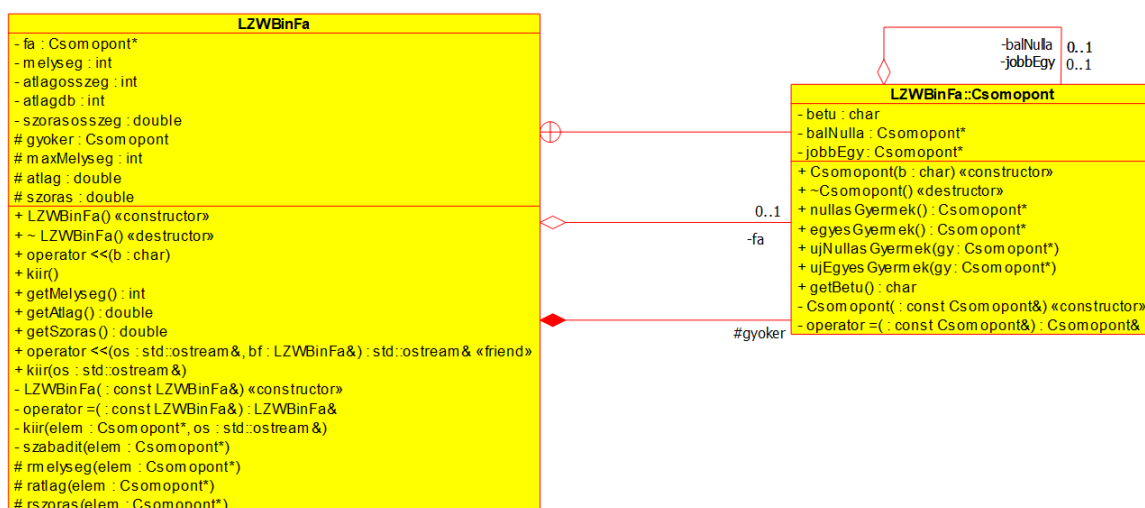 LZWBinFa
- fa : Csomopont*
- melyseg : int
- atlagosszeg : int
- atlagdb : int
- szorasosszeg : double
# gyoker : Csomopont
# maxMelyseg : int
# atlag : double
# szoras : double
+ LZWBinFa() «constructor»
+ ~ LZWBinFa() «destructor»
+ operator <<(b : char)
+ kiir()
+ getMelyseg() : int
+ getAtlag() : double
+ getSzoras() : double
+ operator <<(os : std::ostream&, bf : LZWBinFa&) : std::ostream& «friend»
+ kiir(os : std::ostream&)
- LZWBinFa( : const LZWBinFa&) «constructor»
- operator =( : const LZWBinFa&) : LZWBinFa&
- kiir(elem : Csomopont*, os : std::ostream&)
- szabadit(elem : Csomopont*)
# rmelyseg(elem : Csomopont*)
# ratlag(elem : Csomopont*)
# rszoras(elem : Csomopont*)
0..1
-fa
#gyoker
-balNulla 0..1
-jobbEgy 0..1
LZWBinFa::Csomopont
- betu : char
- balNulla : Csomopont*
- jobbEgy : Csomopont*
+ Csomopont(b : char) «constructor»
+ ~Csomopont() «destructor»
+ nullasGyermek() : Csomopont*
+ egyesGyermek() : Csomopont*
+ ujNullasGyermek(gy : Csomopont*)
+ ujEgyesGyermek(gy : Csomopont*)
+ getBetu() : char
- Csomopont( : const Csomopont&) «constructor»
- operator =( : const Csomopont&) : Csomopont&